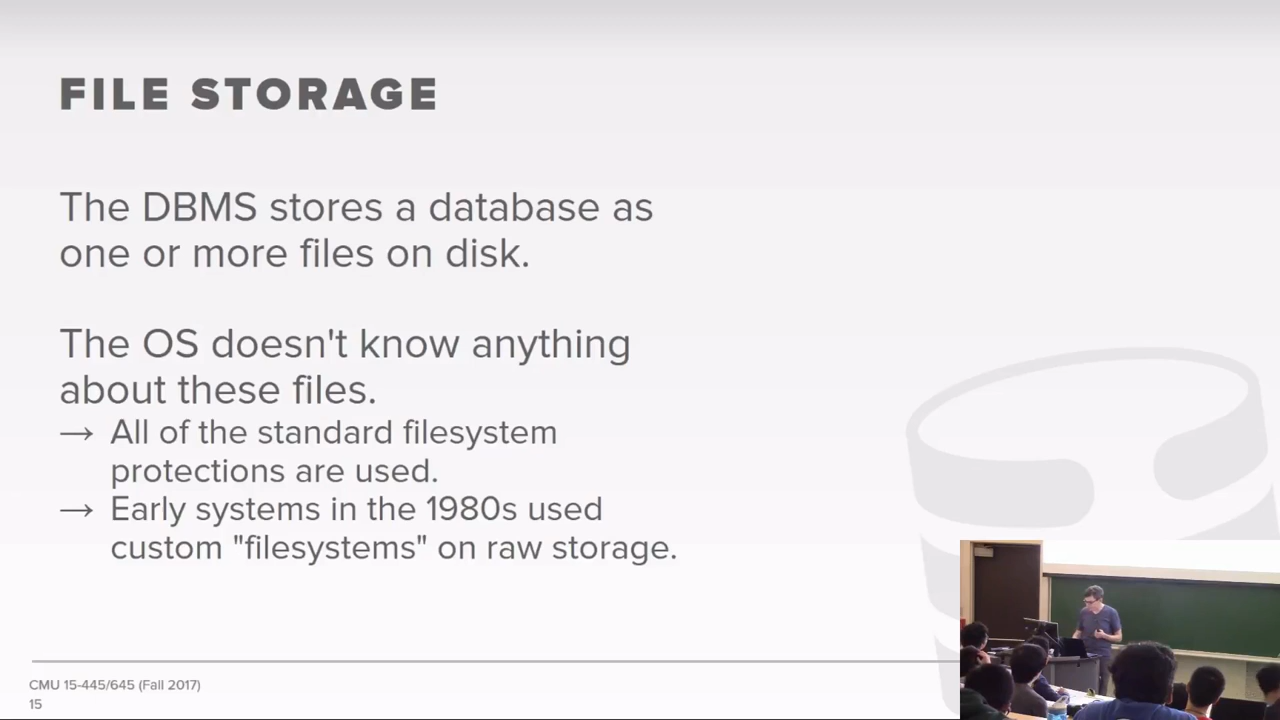 FILE STORAGE
The DBMS stores a database as
one or more files on disk.
The OS doesn't know anything
about these files.
→ All of the standard filesystem
protections are used.
→ Early systems in the 1980s used
custom "filesystems" on raw storage.
CMU 15-445/645 (Fall 2017)
15